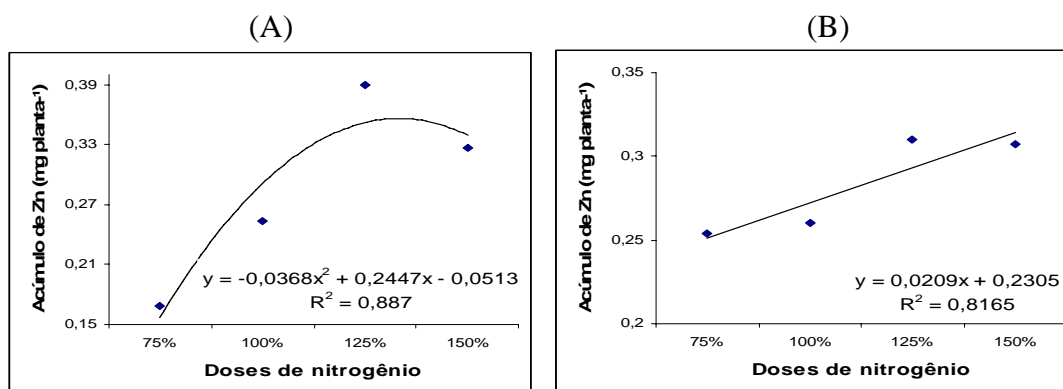 (A)
Acúmulo de Zn (mg planta-¹)
0,39
0,33
0,27
0,21
0,15
y = -0,0368x² + 0,2447x - 0,0513
R² = 0,887
75% 100% 125% 150%
Doses de nitrogênio
(B)
Acúmulo de Zn (mg planta-¹)
0,35
0,3
0,25
0,2
y = 0,0209x + 0,2305
R² = 0,8165
75% 100% 125% 150%
Doses de nitrogênio